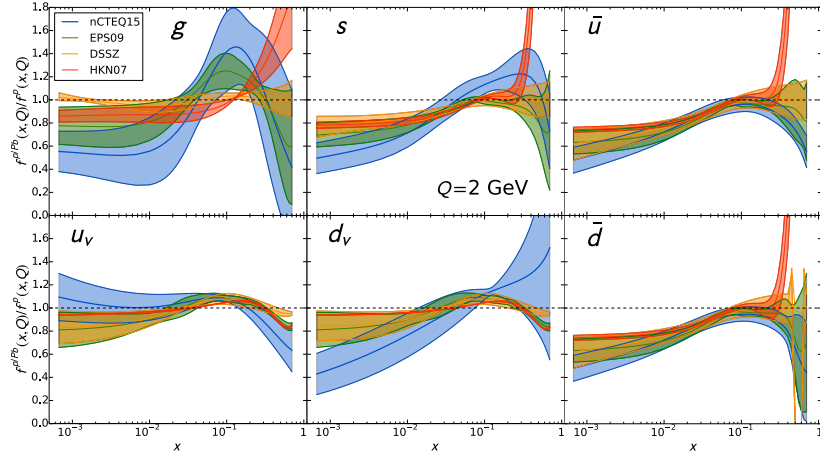 nCTEQ15
EPS09
DSSZ
HKN07
g
s
ū
Q=2 GeV
1.8
1.6
1.4
1.2
1.0
0.8
0.6
0.4
0.2
0.0
f^{p/Pb}(x,Q)/f^p(x,Q)
u_v
d_v
d̄
1.6
1.4
1.2
1.0
0.8
0.6
0.4
0.2
0.0
f^{p/Pb}(x,Q)/f^p(x,Q)
10⁻³ 10⁻² 10⁻¹ 1 10⁻³ 10⁻² 10⁻¹ 1 10⁻³ 10⁻² 10⁻¹ 1
x x x